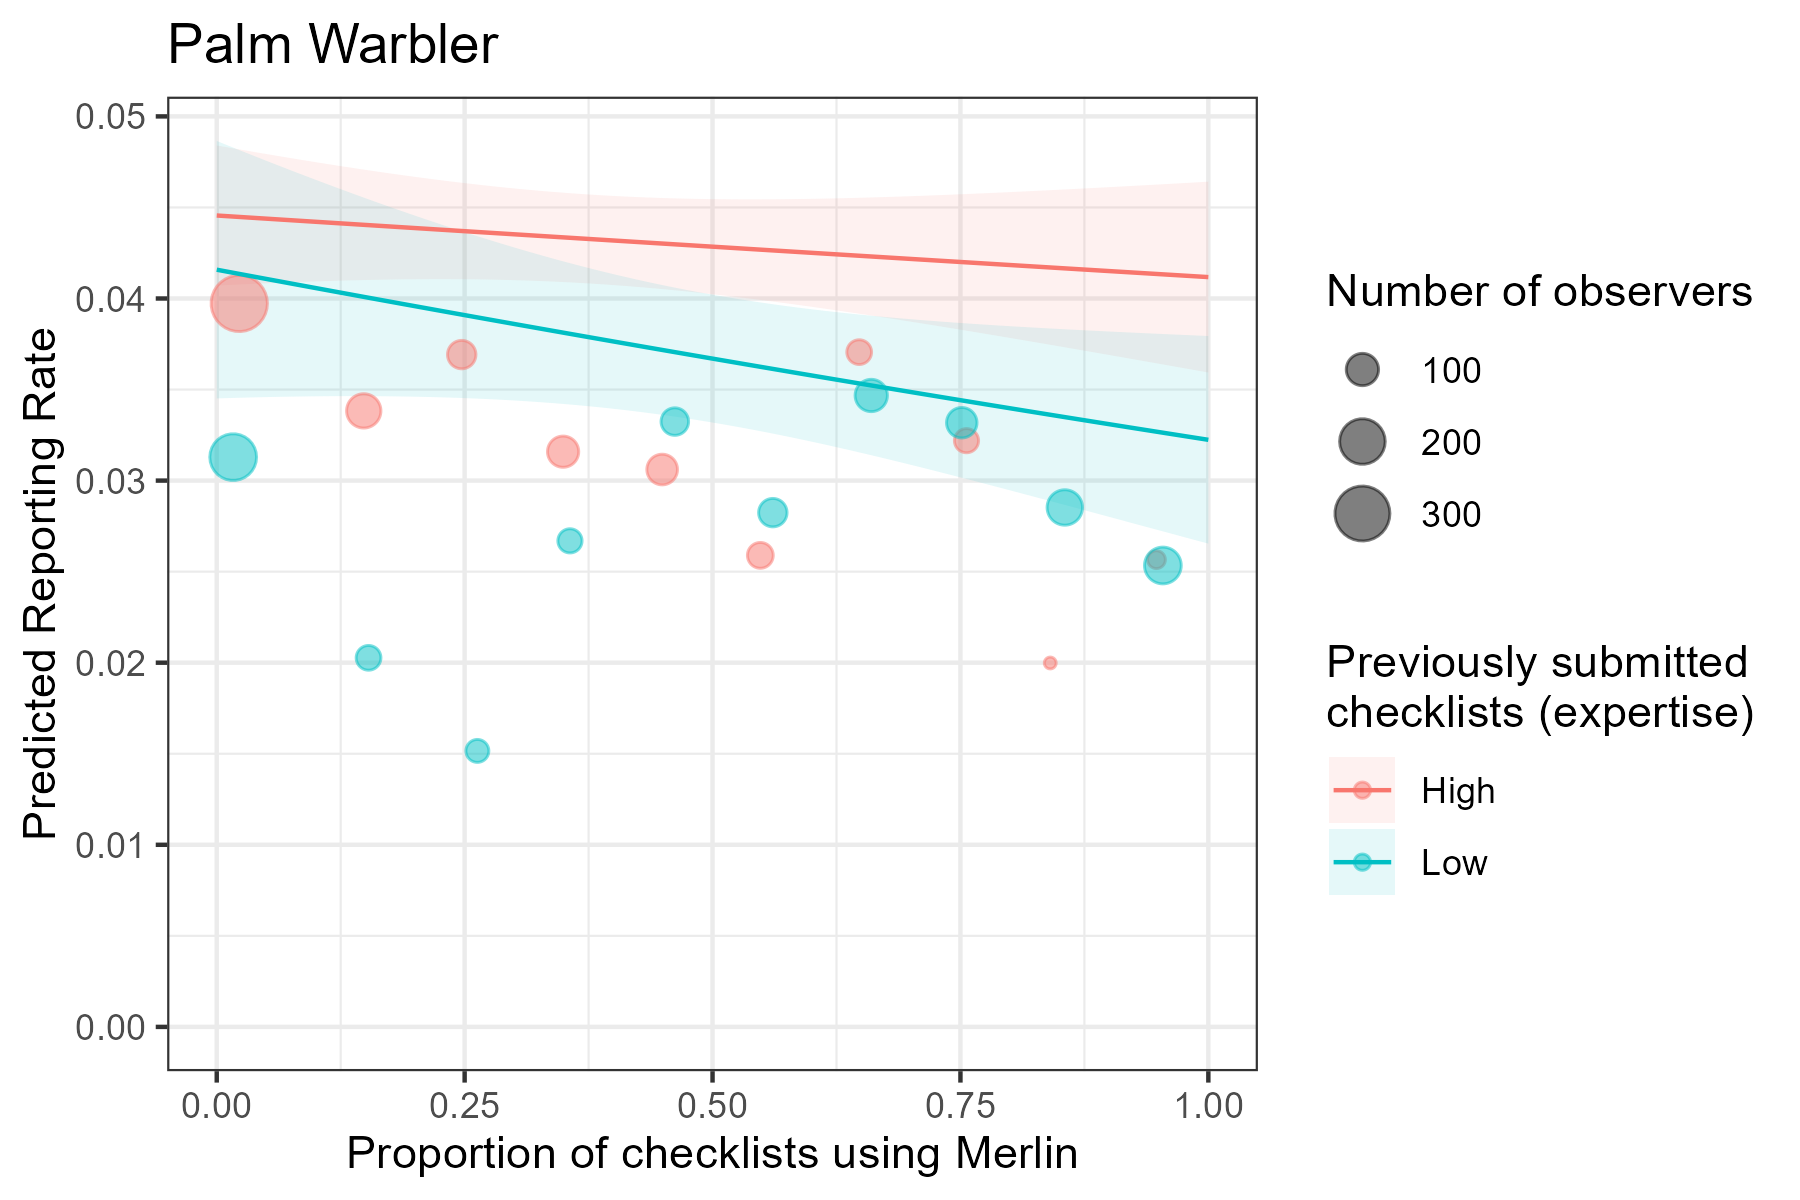 Palm Warbler
0.05
0.04
0.03
0.02
0.01
0.00
Predicted Reporting Rate
0.00 0.25 0.50 0.75 1.00
Proportion of checklists using Merlin
Number of observers
100
200
300
Previously submitted
checklists (expertise)
High
Low